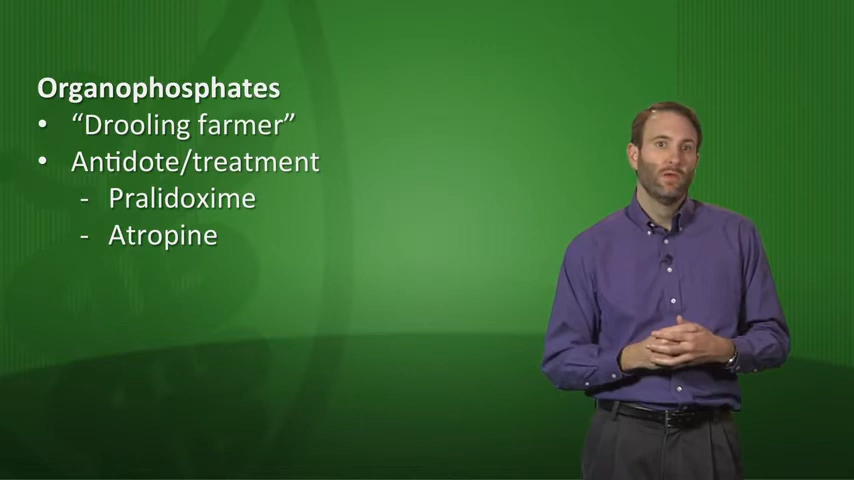 Organophosphates
• “Drooling farmer”
• Antidote/treatment
- Pralidoxime
- Atropine